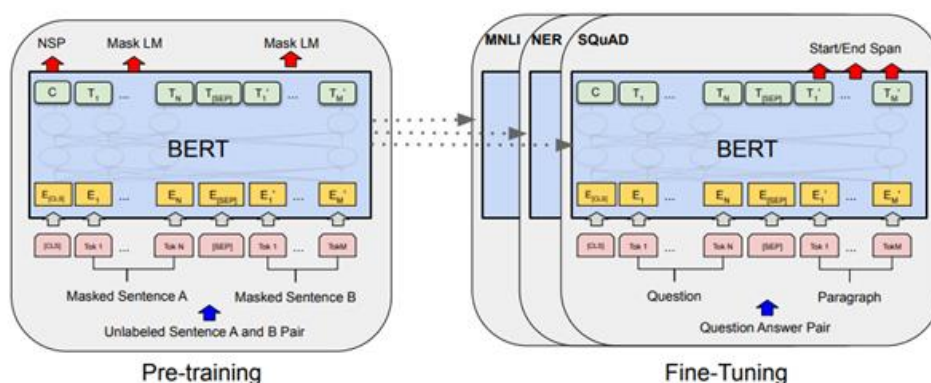 NSP Mask LM Mask LM
C T1 ... TN T[SEP] T1' ... TM'
BERT
E[CLS] E1 ... EN E[SEP] E1' ... EM'
[CLS] Tok 1 ... Tok N [SEP] Tok 1 ... TokM
Masked Sentence A Masked Sentence B
Unlabeled Sentence A and B Pair
Pre-training
MNLI NER SQuAD
Start/End Span
C T1 ... TN T[SEP] T1' ... TM'
BERT
E[CLS] E1 ... EN E[SEP] E1' ... EM'
[CLS] Tok 1 ... Tok N [SEP] Tok 1 ... TokM
Question Paragraph
Question Answer Pair
Fine-Tuning